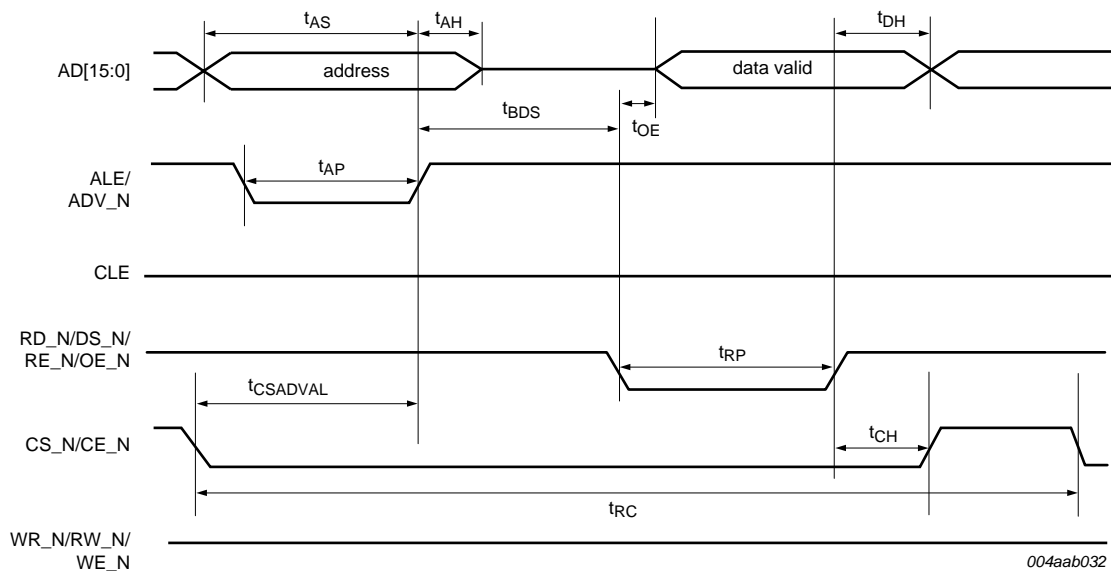 tAS
tAH
tDH
AD[15:0]
address
data valid
tBDS
tOE
ALE/
ADV_N
tAP
CLE
RD_N/DS_N/
RE_N/OE_N
tRP
tCSADVAL
CS_N/CE_N
tCH
tRC
WR_N/RW_N/
WE_N
004aab032